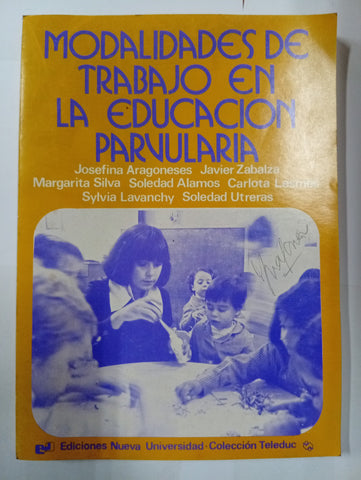 MODALIDADES DE
TRABAJO EN
LA EDUCACION
PARVULARIA
Josefina Aragoneses Javier Zabalza
Margarita Silva Soledad Alamos Carlota
Sylvia Lavanchy Soledad Utreras
Ediciones Nueva Universidad-Colección Teleduc